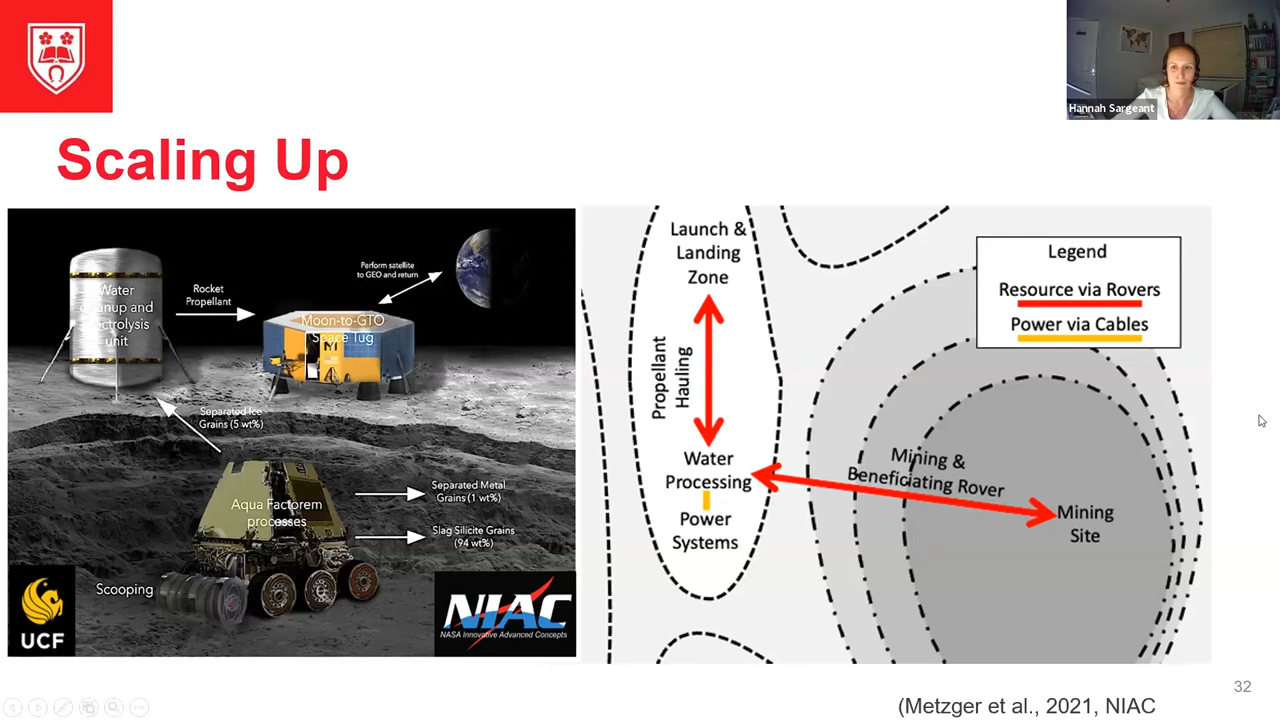 Hannah Sargeant
Scaling Up
Water
cleanup and
electrolysis
unit
Rocket
Propellant
Moon-to-GTO
Space Tug
Perform satellite
to GEO and return
Separated Ice
Grains (5 wt%)
Aqua Factorem
processes
Separated Metal
Grains (1 wt%)
Slag Silicite Grains
(94 wt%)
Scooping
UCF
NIAC
NASA Innovative Advanced Concepts
Launch &
Landing
Zone
Propellant
Hauling
Water
Processing
Power
Systems
Mining &
Beneficiating Rover
Mining
Site
Legend
Resource via Rovers
Power via Cables
32
(Metzger et al., 2021, NIAC